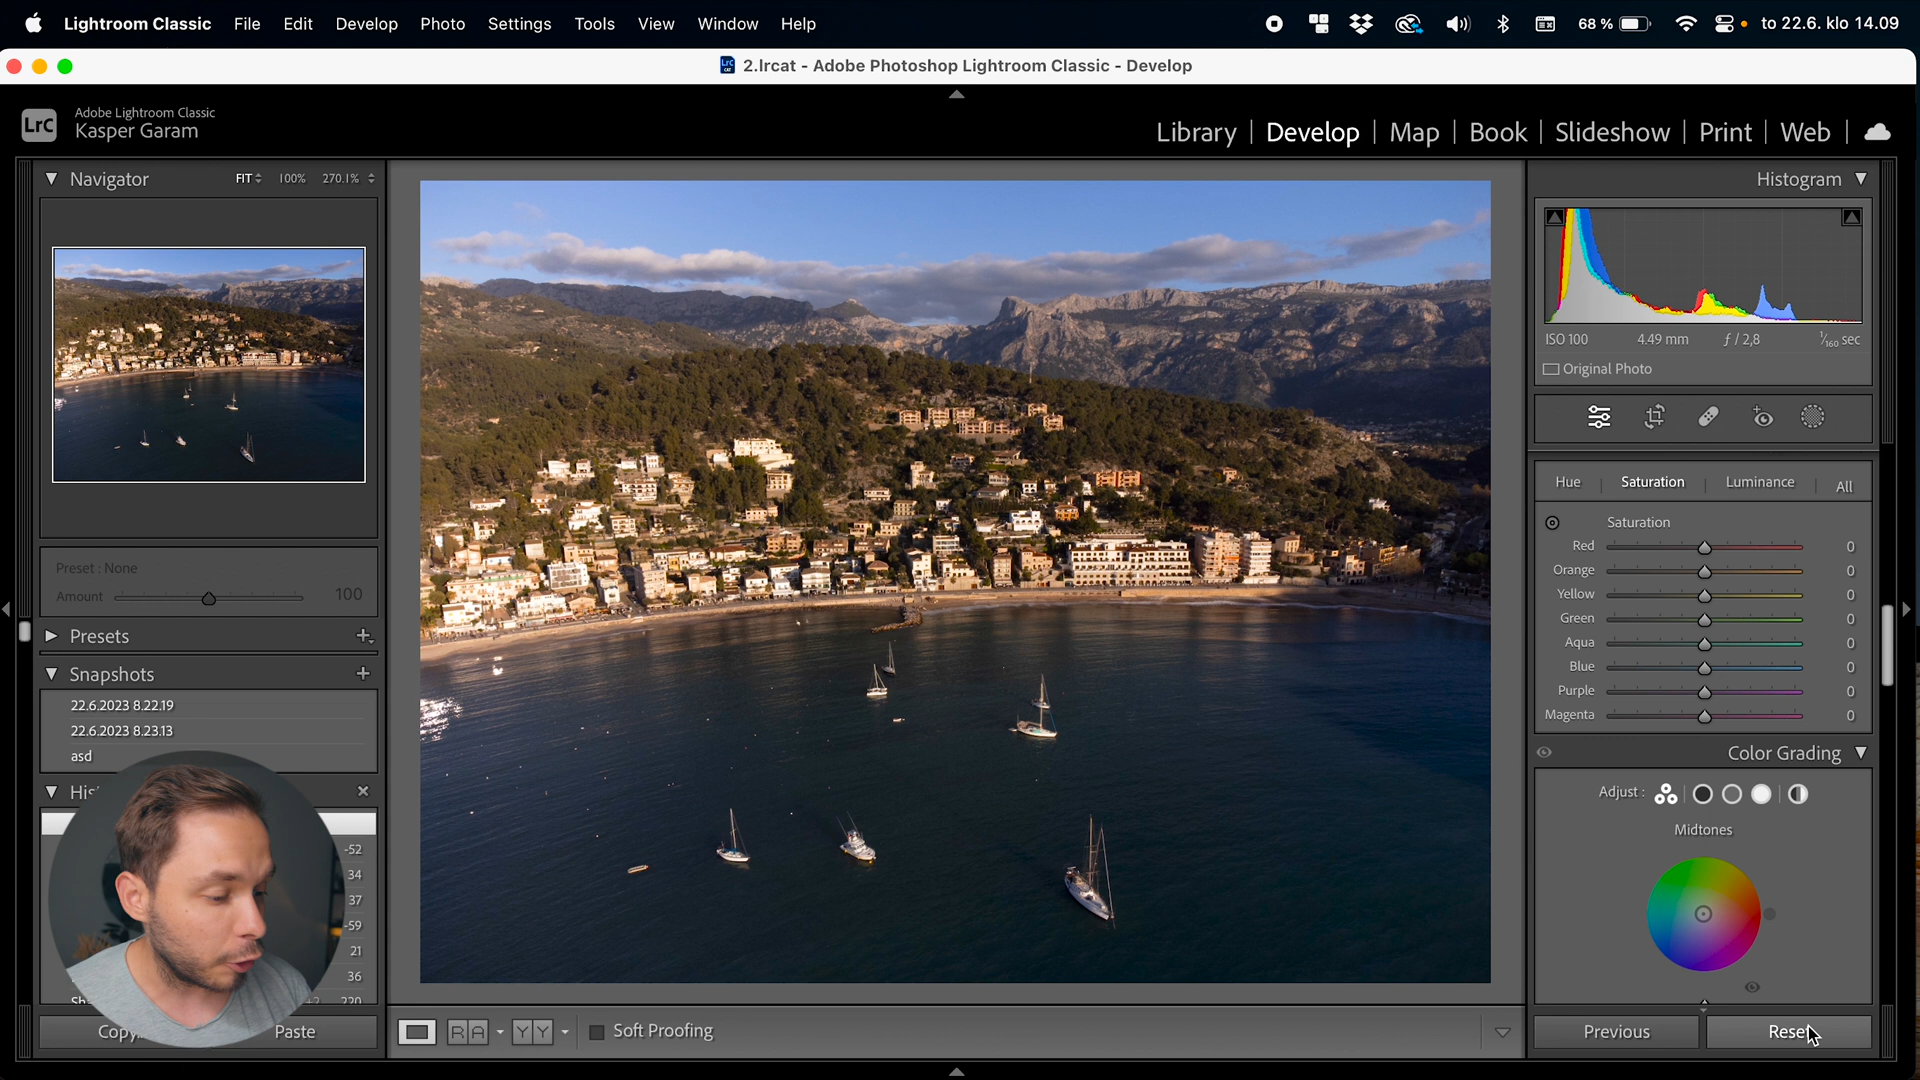 Lightroom Classic File Edit Develop Photo Settings Tools View Window Help 68 % to 22.6. klo 14.09
2.lrcat - Adobe Photoshop Lightroom Classic - Develop
LrC Adobe Lightroom Classic
Kasper Garam
Library | Develop | Map | Book | Slideshow | Print | Web
Navigator FIT 100% 270.1%
Histogram
ISO 100 4.49 mm ƒ / 2,8 1/160 sec
Original Photo
Hue Saturation Luminance All
Saturation
Red 0
Orange 0
Yellow 0
Green 0
Aqua 0
Blue 0
Purple 0
Magenta 0
Preset : None
Amount 100
Presets
Snapshots
22.6.2023 8.22.19
22.6.2023 8.23.13
asd
-52
34
37
-59
21
36
220
Color Grading
Adjust :
Midtones
Paste
R A Y Y Soft Proofing
Previous Reset